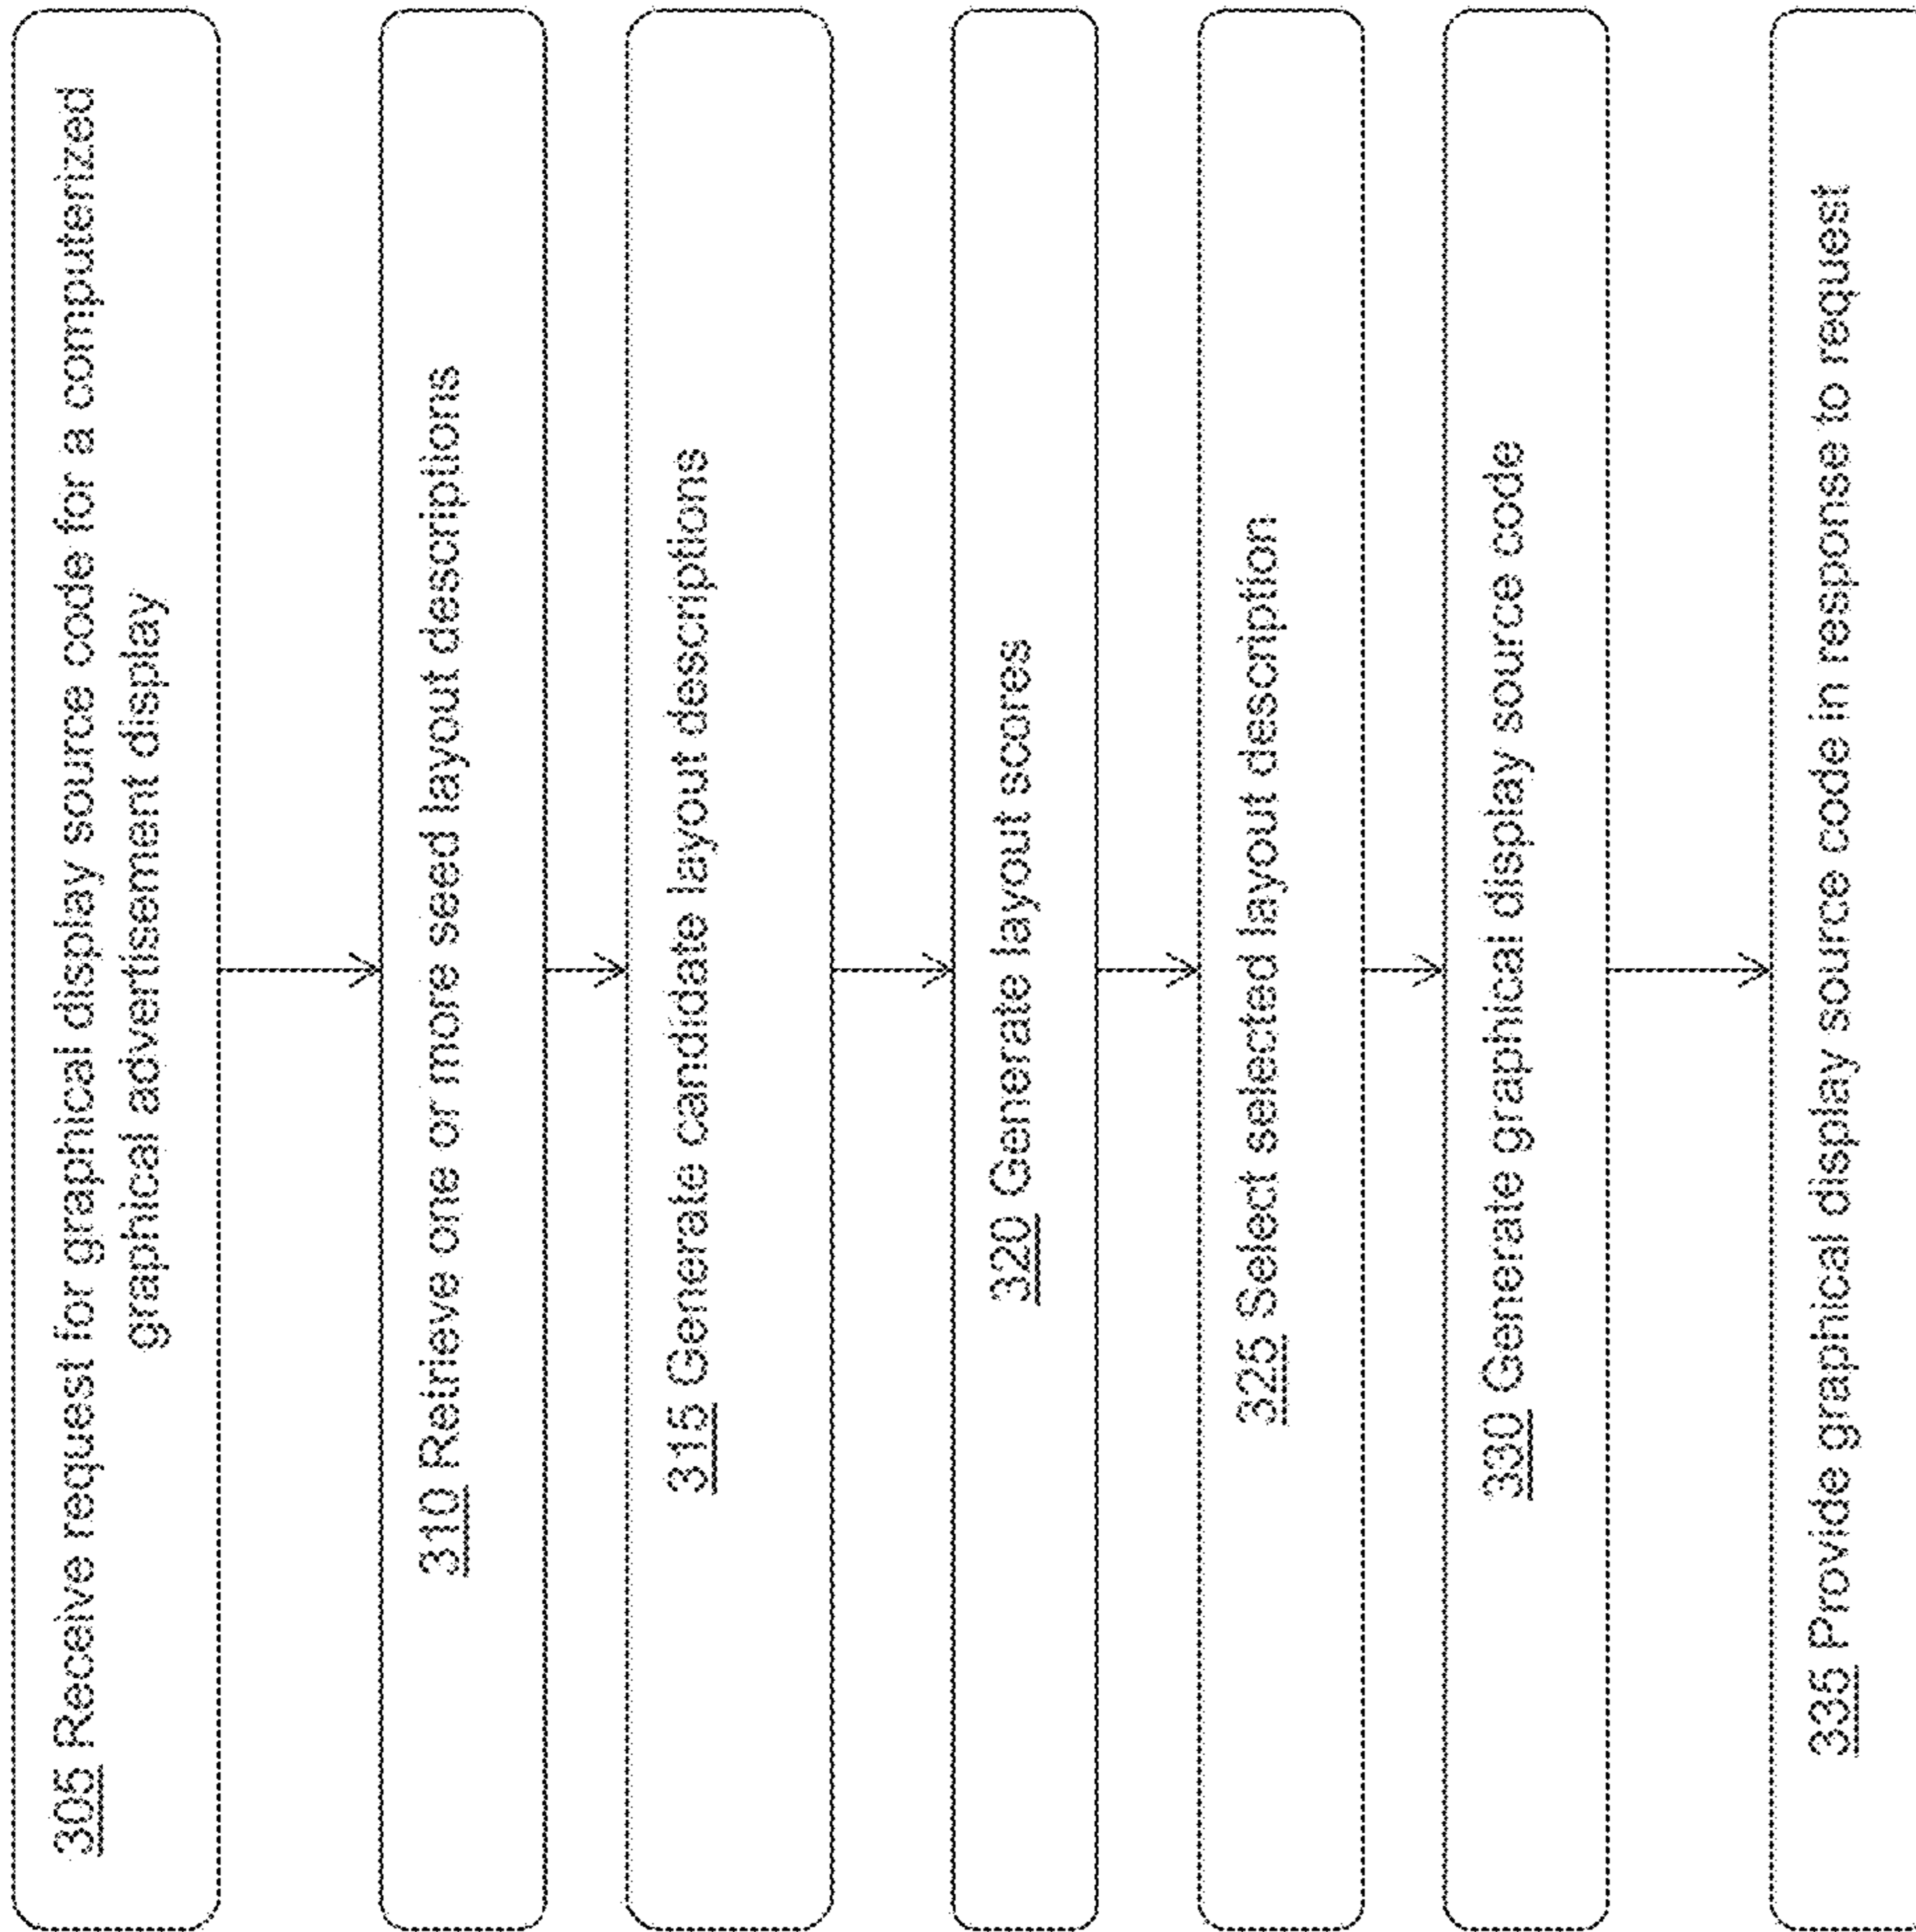 305 Receive request for graphical display source code for a computerized
graphical advertisement display
310 Retrieve one or more seed layout descriptions
315 Generate candidate layout descriptions
320 Generate layout scores
325 Select selected layout description
330 Generate graphical display source code
335 Provide graphical display source code in response to request